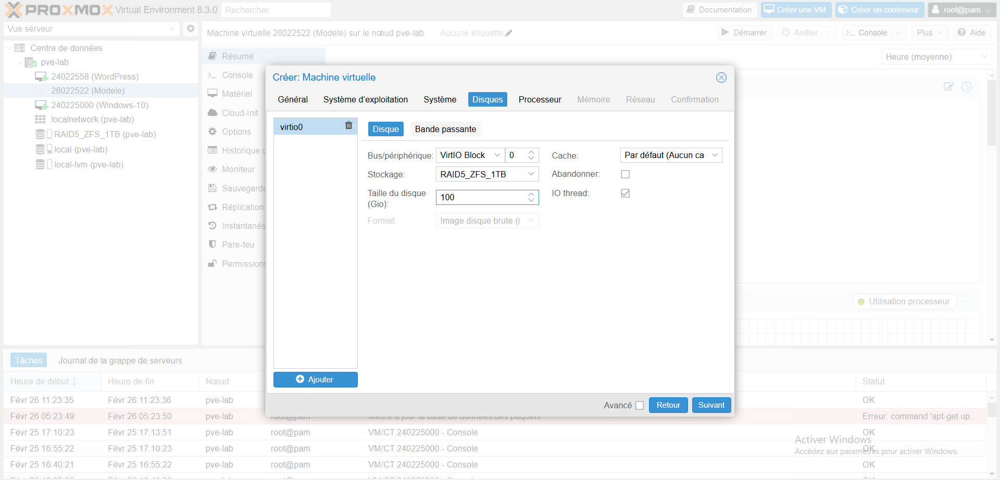 PROXMOX Virtual Environment 8.3.0 Rechercher Documentation Créer une VM Créer un conteneur root@pam
Vue serveur
Machine virtuelle 26022522 (Modele) sur le nœud pve-lab Aucune étiquette Démarrer Arrêter Console Plus Aide
Centre de données
pve-lab
24022558 (WordPress)
26022522 (Modele)
240225000 (Windows-10)
localnetwork (pve-lab)
RAID5_ZFS_1TB (pve-lab)
local (pve-lab)
local-lvm (pve-lab)
Résumé
Console
Matériel
Cloud-Init
Options
Historique
Moniteur
Sauvegarde
Réplication
Instantanés
Pare-feu
Permissions
Heure (moyenne)
Utilisation processeur
Créer: Machine virtuelle
Général Système d'exploitation Système Disques Processeur Mémoire Réseau Confirmation
virtio0
Disque Bande passante
Bus/périphérique: VirtIO Block 0 Cache: Par défaut (Aucun ca
Stockage: RAID5_ZFS_1TB Abandonner:
Taille du disque (Gio): 100 IO thread:
Format: Image disque brute (r
Ajouter
Avancé Retour Suivant
Tâches Journal de la grappe de serveurs
Heure de début Heure de fin Nœud Statut
Févr 26 11:23:35 Févr 26 11:23:36 pve-lab OK
Févr 26 05:23:49 Févr 26 05:23:50 pve-lab root@pam Mettre à jour la base de données des paquets Erreur: command 'apt-get up...
Févr 25 17:10:23 Févr 25 17:13:51 pve-lab root@pam VM/CT 240225000 - Console OK
Févr 25 16:55:22 Févr 25 17:10:23 pve-lab root@pam VM/CT 240225000 - Console OK
Févr 25 16:40:21 Févr 25 16:55:22 pve-lab root@pam VM/CT 240225000 - Console OK
Activer Windows
Accédez aux paramètres pour activer Windows.